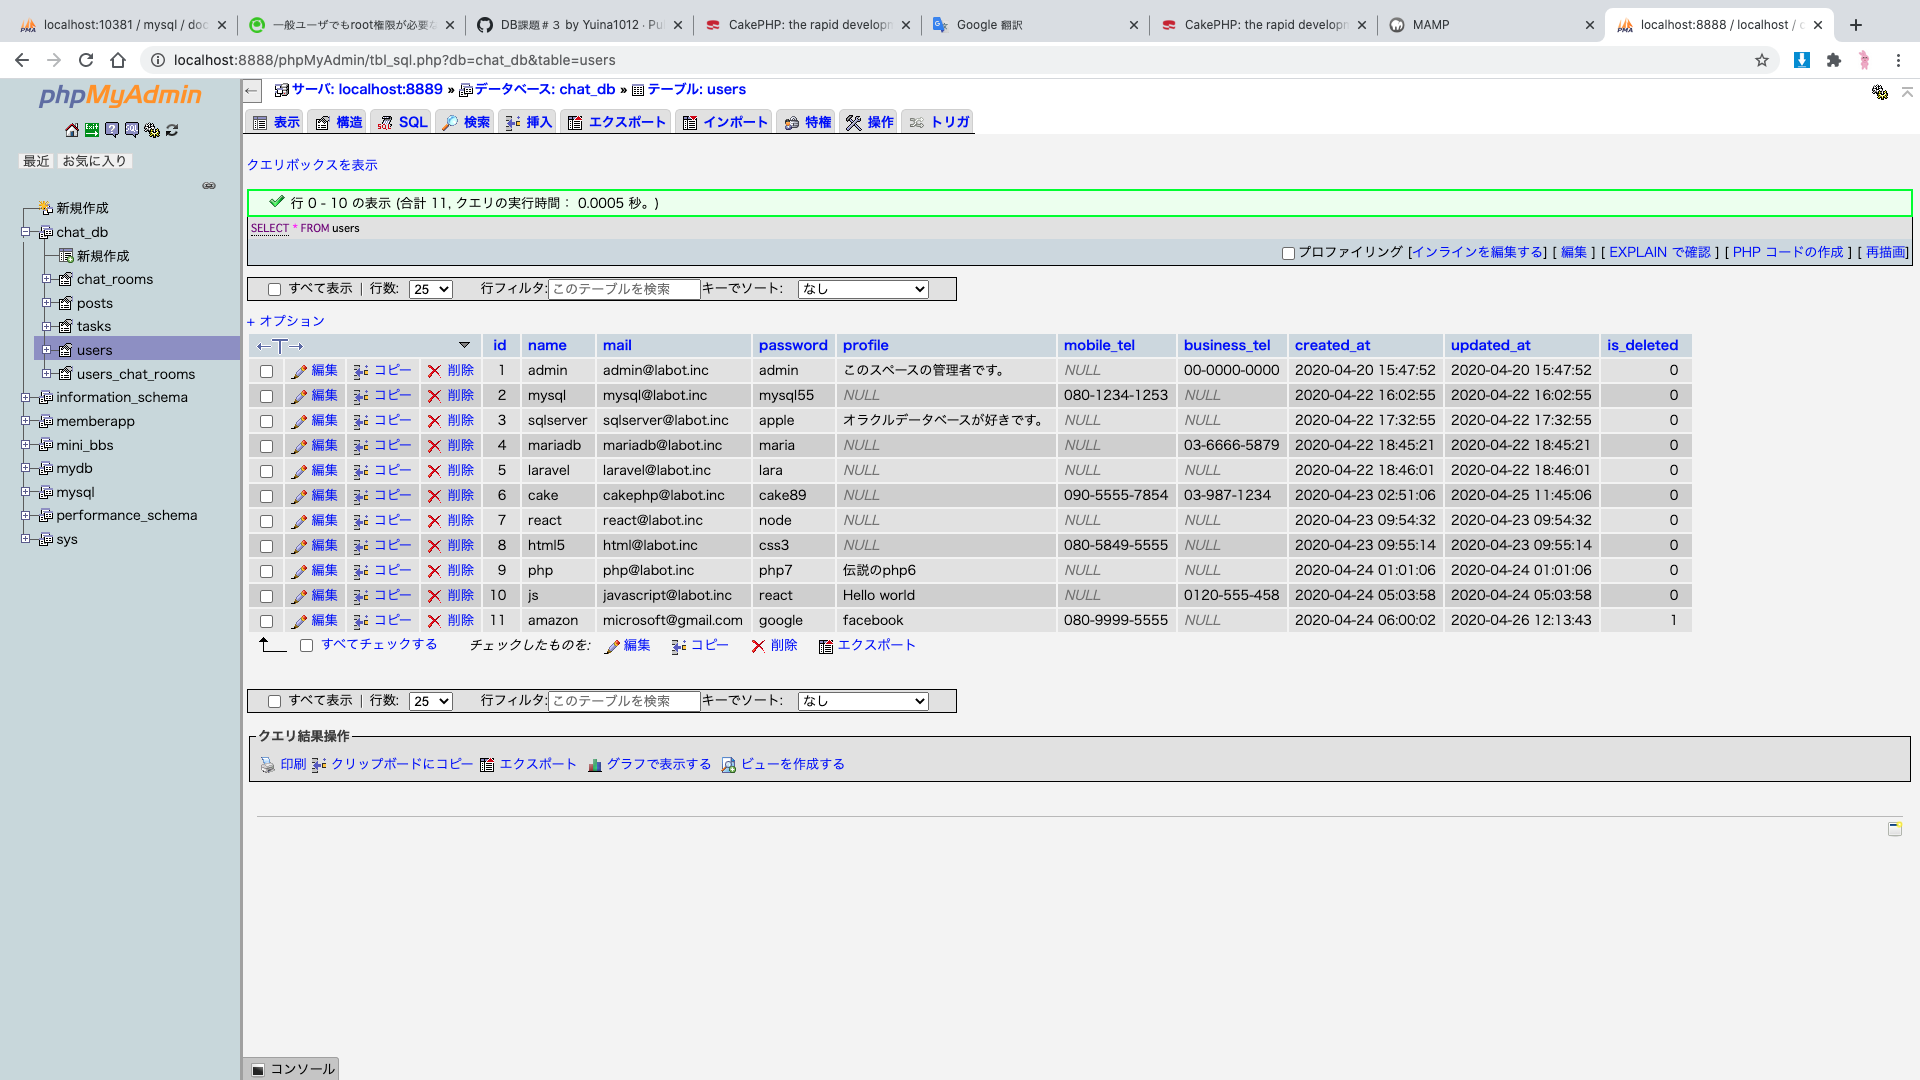 localhost:10381 / mysql / doc
一般ユーザでもroot権限が必要な
DB課題＃３ by Yuina1012 · Pu
CakePHP: the rapid developm
Google 翻訳
CakePHP: the rapid developm
MAMP
localhost:8888 / localhost / c
localhost:8888/phpMyAdmin/tbl_sql.php?db=chat_db&table=users
phpMyAdmin
最近 お気に入り
新規作成
chat_db
新規作成
chat_rooms
posts
tasks
users
users_chat_rooms
information_schema
memberapp
mini_bbs
mydb
mysql
performance_schema
sys
サーバ: localhost:8889 » データベース: chat_db » テーブル: users
表示 構造 SQL 検索 挿入 エクスポート インポート 特権 操作 トリガ
クエリボックスを表示
行 0 - 10 の表示 (合計 11, クエリの実行時間： 0.0005 秒。)
SELECT * FROM users
プロファイリング [インラインを編集する] [ 編集 ] [ EXPLAIN で確認 ] [ PHP コードの作成 ] [ 再描画]
すべて表示 | 行数: 25 行フィルタ: このテーブルを検索 キーでソート: なし
+ オプション
←T→ id name mail password profile mobile_tel business_tel created_at updated_at is_deleted
編集 コピー 削除 1 admin admin@labot.inc admin このスペースの管理者です。 NULL 00-0000-0000 2020-04-20 15:47:52 2020-04-20 15:47:52 0
編集 コピー 削除 2 mysql mysql@labot.inc mysql55 NULL 080-1234-1253 NULL 2020-04-22 16:02:55 2020-04-22 16:02:55 0
編集 コピー 削除 3 sqlserver sqlserver@labot.inc apple オラクルデータベースが好きです。 NULL NULL 2020-04-22 17:32:55 2020-04-22 17:32:55 0
編集 コピー 削除 4 mariadb mariadb@labot.inc maria NULL NULL 03-6666-5879 2020-04-22 18:45:21 2020-04-22 18:45:21 0
編集 コピー 削除 5 laravel laravel@labot.inc lara NULL NULL NULL 2020-04-22 18:46:01 2020-04-22 18:46:01 0
編集 コピー 削除 6 cake cakephp@labot.inc cake89 NULL 090-5555-7854 03-987-1234 2020-04-23 02:51:06 2020-04-25 11:45:06 0
編集 コピー 削除 7 react react@labot.inc node NULL NULL NULL 2020-04-23 09:54:32 2020-04-23 09:54:32 0
編集 コピー 削除 8 html5 html@labot.inc css3 NULL 080-5849-5555 NULL 2020-04-23 09:55:14 2020-04-23 09:55:14 0
編集 コピー 削除 9 php php@labot.inc php7 伝説のphp6 NULL NULL 2020-04-24 01:01:06 2020-04-24 01:01:06 0
編集 コピー 削除 10 js javascript@labot.inc react Hello world NULL 0120-555-458 2020-04-24 05:03:58 2020-04-24 05:03:58 0
編集 コピー 削除 11 amazon microsoft@gmail.com google facebook 080-9999-5555 NULL 2020-04-24 06:00:02 2020-04-26 12:13:43 1
すべてチェックする チェックしたものを: 編集 コピー 削除 エクスポート
すべて表示 | 行数: 25 行フィルタ: このテーブルを検索 キーでソート: なし
クエリ結果操作
印刷 クリップボードにコピー エクスポート グラフで表示する ビューを作成する
コンソール